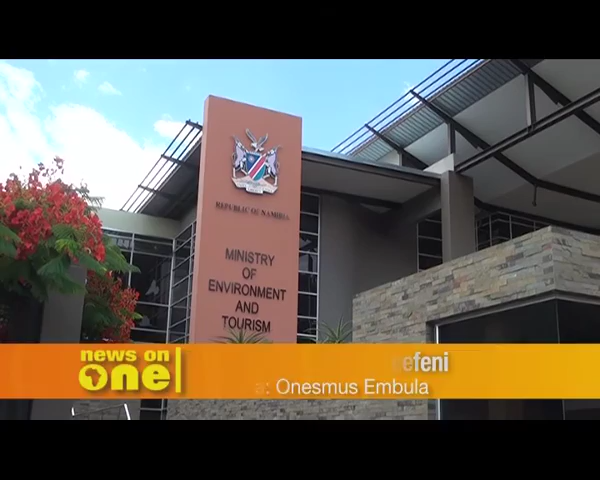 REPUBLIC OF NAMIBIA
MINISTRY
OF
ENVIRONMENT
AND
TOURISM
news on
one
efeni
a: Onesmus Embula